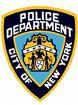 POLICE
DEPARTMENT
CITY OF
NEW YORK